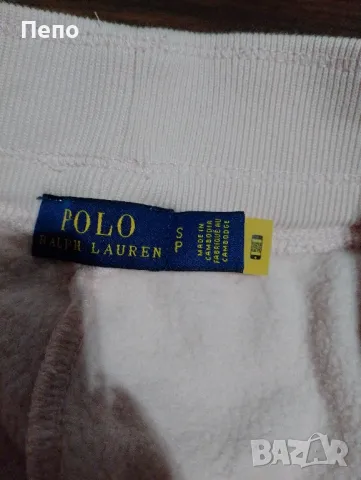 Пепо
POLO
RALPH LAUREN
S
P
MADE IN
CAMBODIA
FABRIQUÉ AU
CAMBODGE
BAZAR
bg